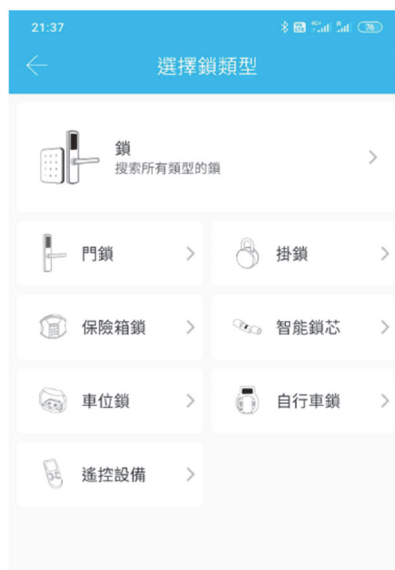 21:37
76
選擇鎖類型
鎖
搜索所有類型的鎖
門鎖
掛鎖
保險箱鎖
智能鎖芯
車位鎖
自行車鎖
遙控設備